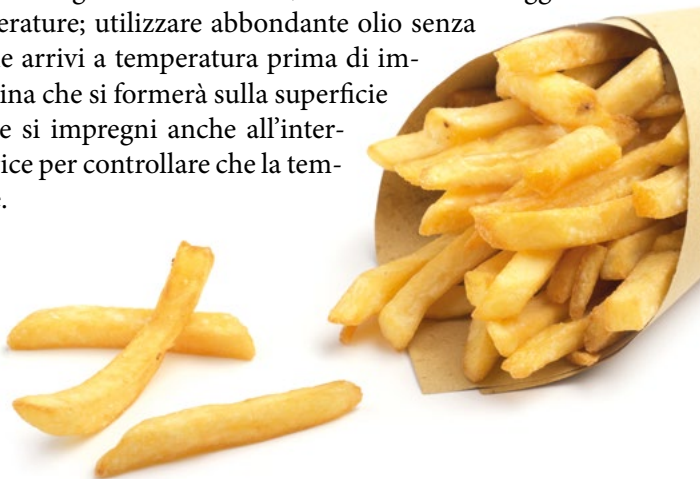 erature; utilizzare abbondante olio senza
e arrivi a temperatura prima di im-
ina che si formerà sulla superficie
e si impregni anche all’inter-
ice per controllare che la tem-
.